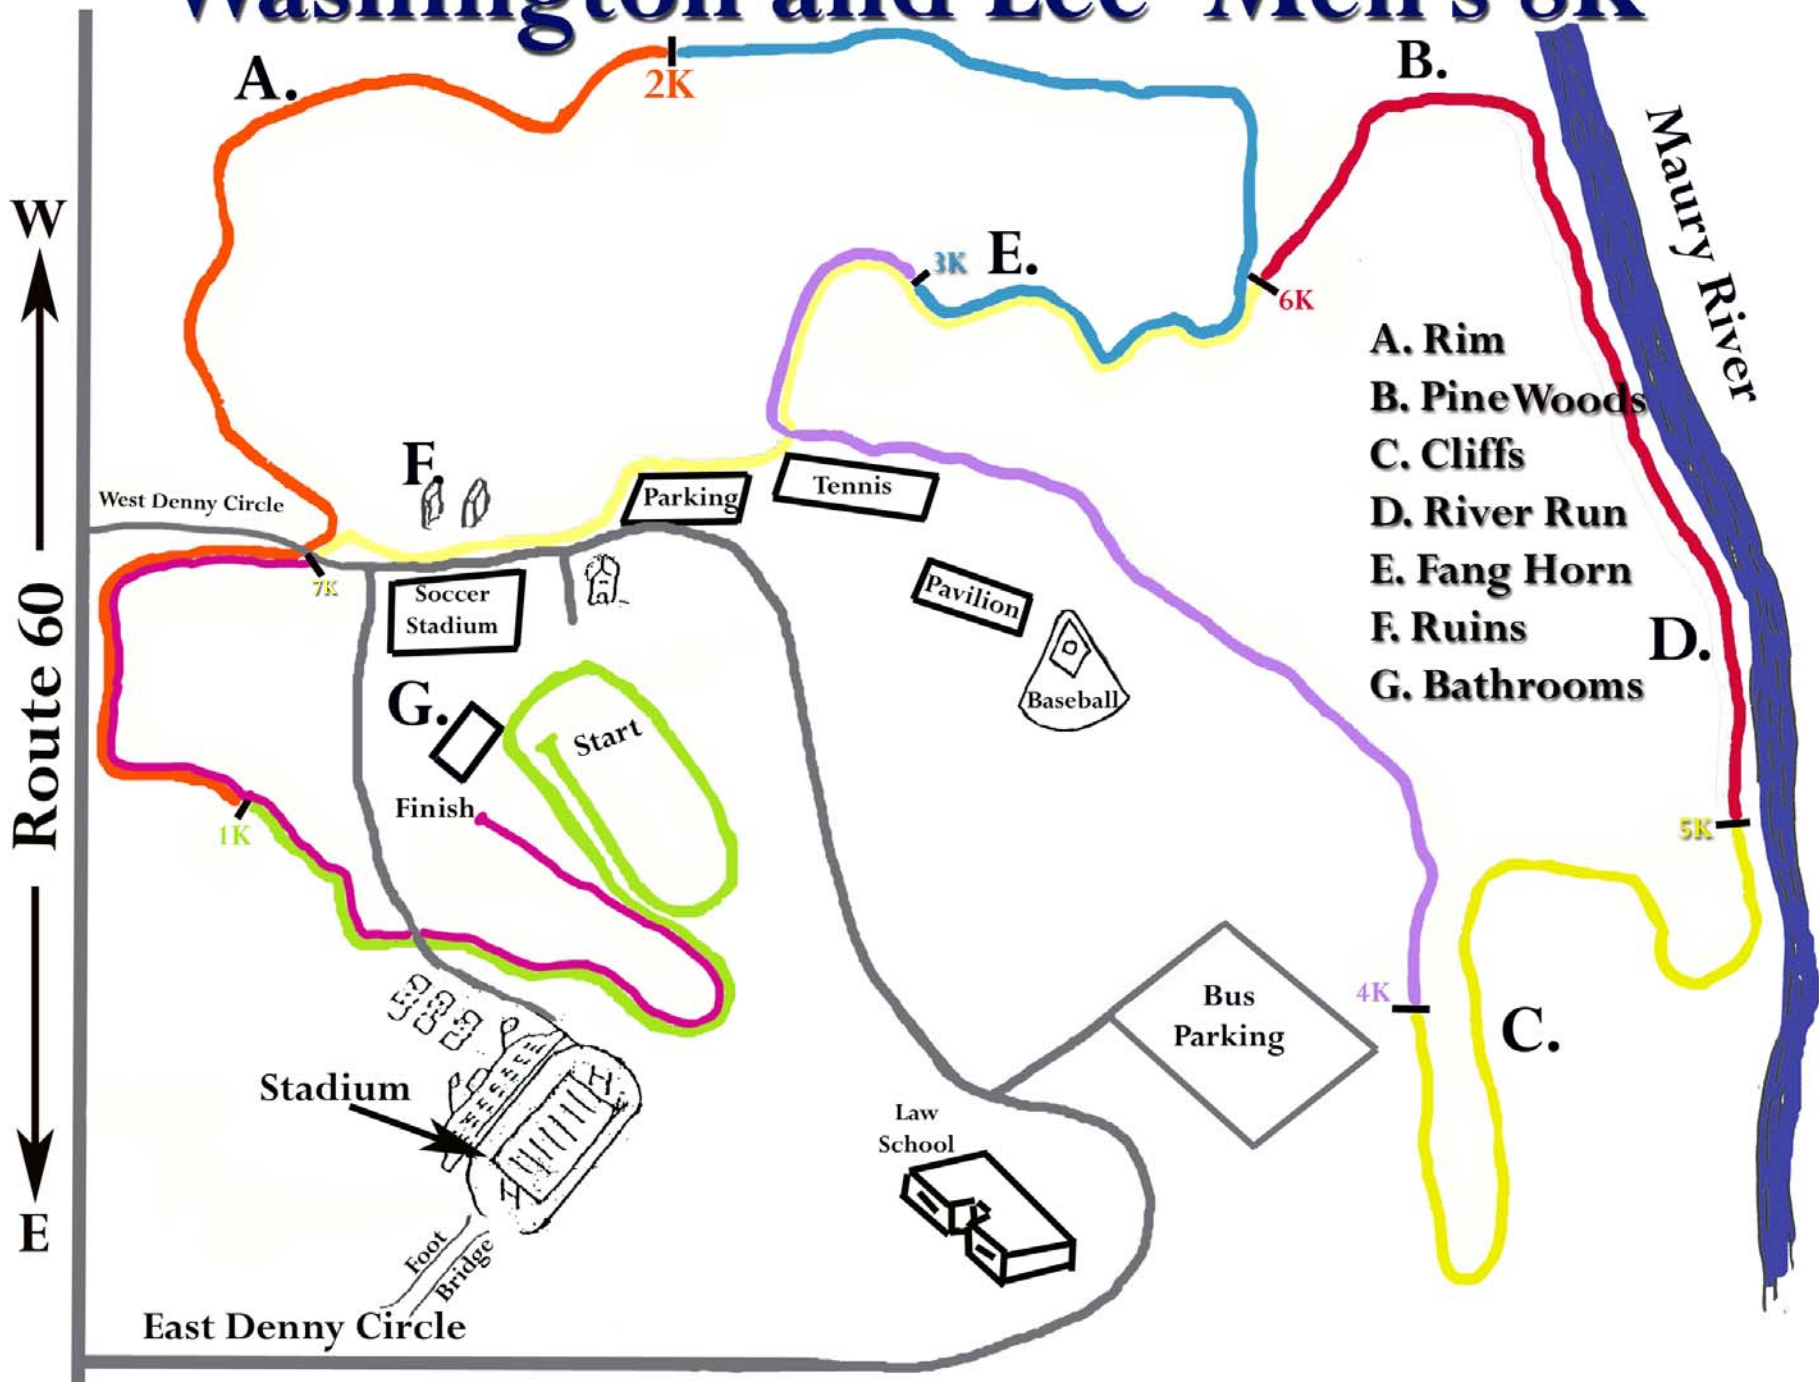 Washington and Lee Men's 8K
A.
2K
B.
Maury River
W
3K
E.
6K
A. Rim
B. Pine Woods
C. Cliffs
D. River Run
E. Fang Horn
F. Ruins
G. Bathrooms
F.
West Denny Circle
Parking
Tennis
7K
Soccer
Stadium
Pavilion
Route 60
D.
G.
Start
Baseball
Finish
1K
5K
4K
Bus
Parking
C.
Stadium
Law
School
E
Foot
Bridge
East Denny Circle